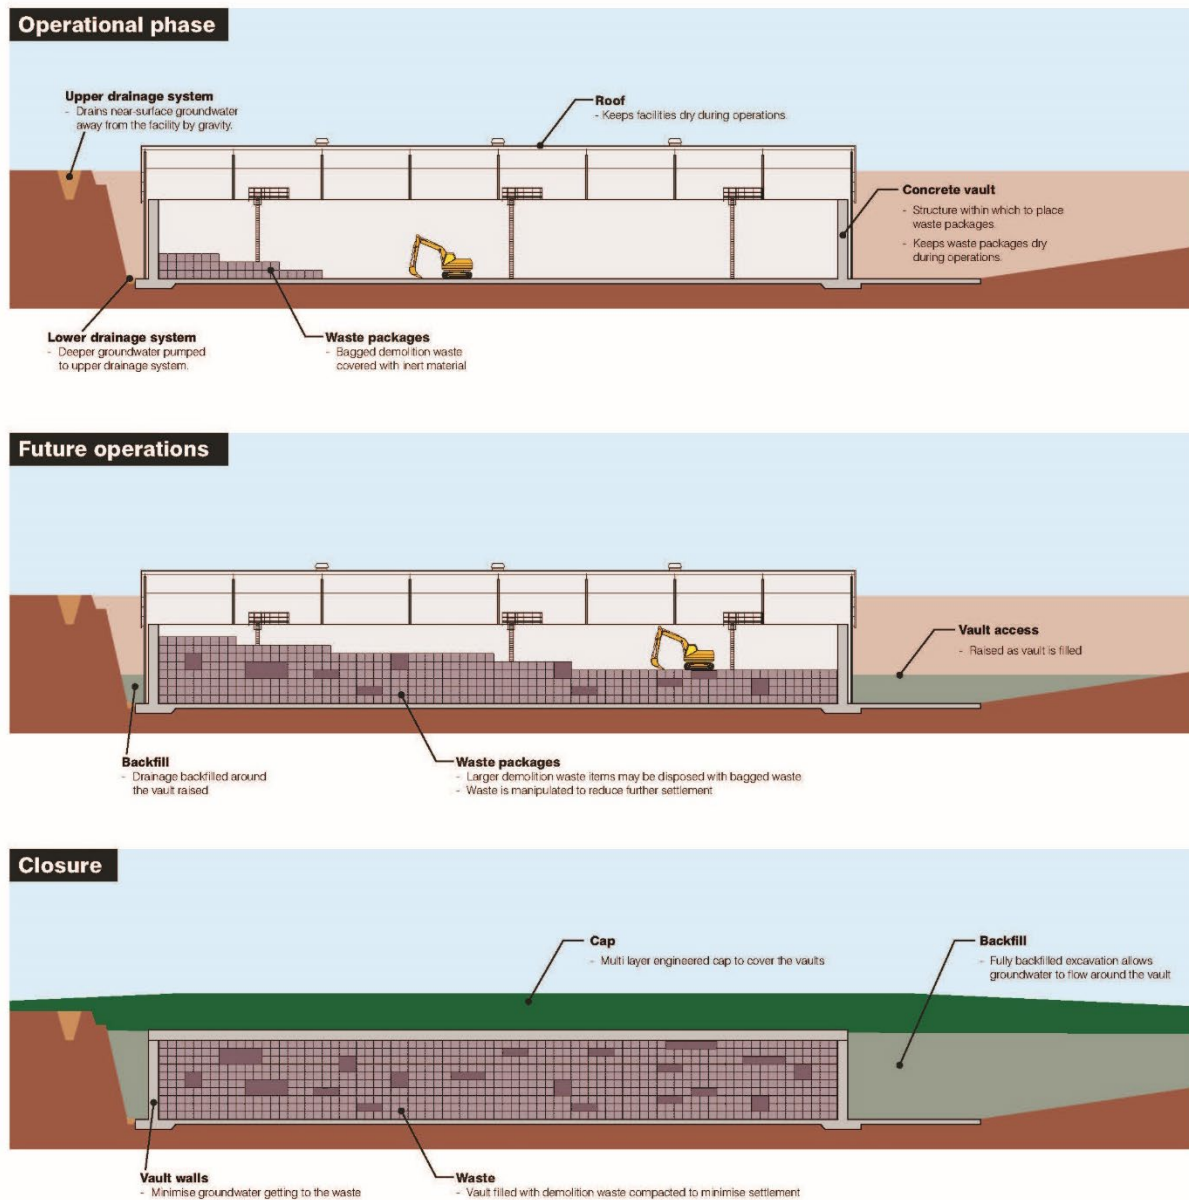 Operational phase
Upper drainage system
- Drains near-surface groundwater
away from the facility by gravity.
Roof
- Keeps facilities dry during operations.
Concrete vault
- Structure within which to place
waste packages.
- Keeps waste packages dry
during operations.
Lower drainage system
- Deeper groundwater pumped
to upper drainage system.
Waste packages
- Bagged demolition waste
covered with inert material
Future operations
Vault access
- Raised as vault is filled
Backfill
- Drainage backfilled around
the vault raised
Waste packages
- Larger demolition waste items may be disposed with bagged waste
- Waste is manipulated to reduce further settlement
Closure
Cap
- Multi layer engineered cap to cover the vaults
Backfill
- Fully backfilled excavation allows
groundwater to flow around the vault
Vault walls
- Minimise groundwater getting to the waste
Waste
- Vault filled with demolition waste compacted to minimise settlement